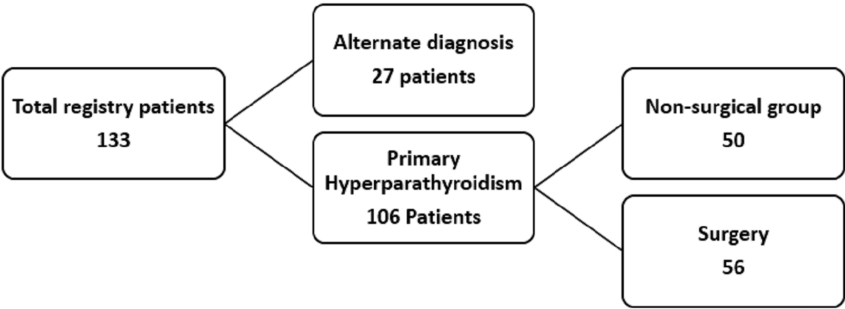 Alternate diagnosis
27 patients
Total registry patients
133
Primary
Hyperparathyroidism
106 Patients
Non-surgical group
50
Surgery
56